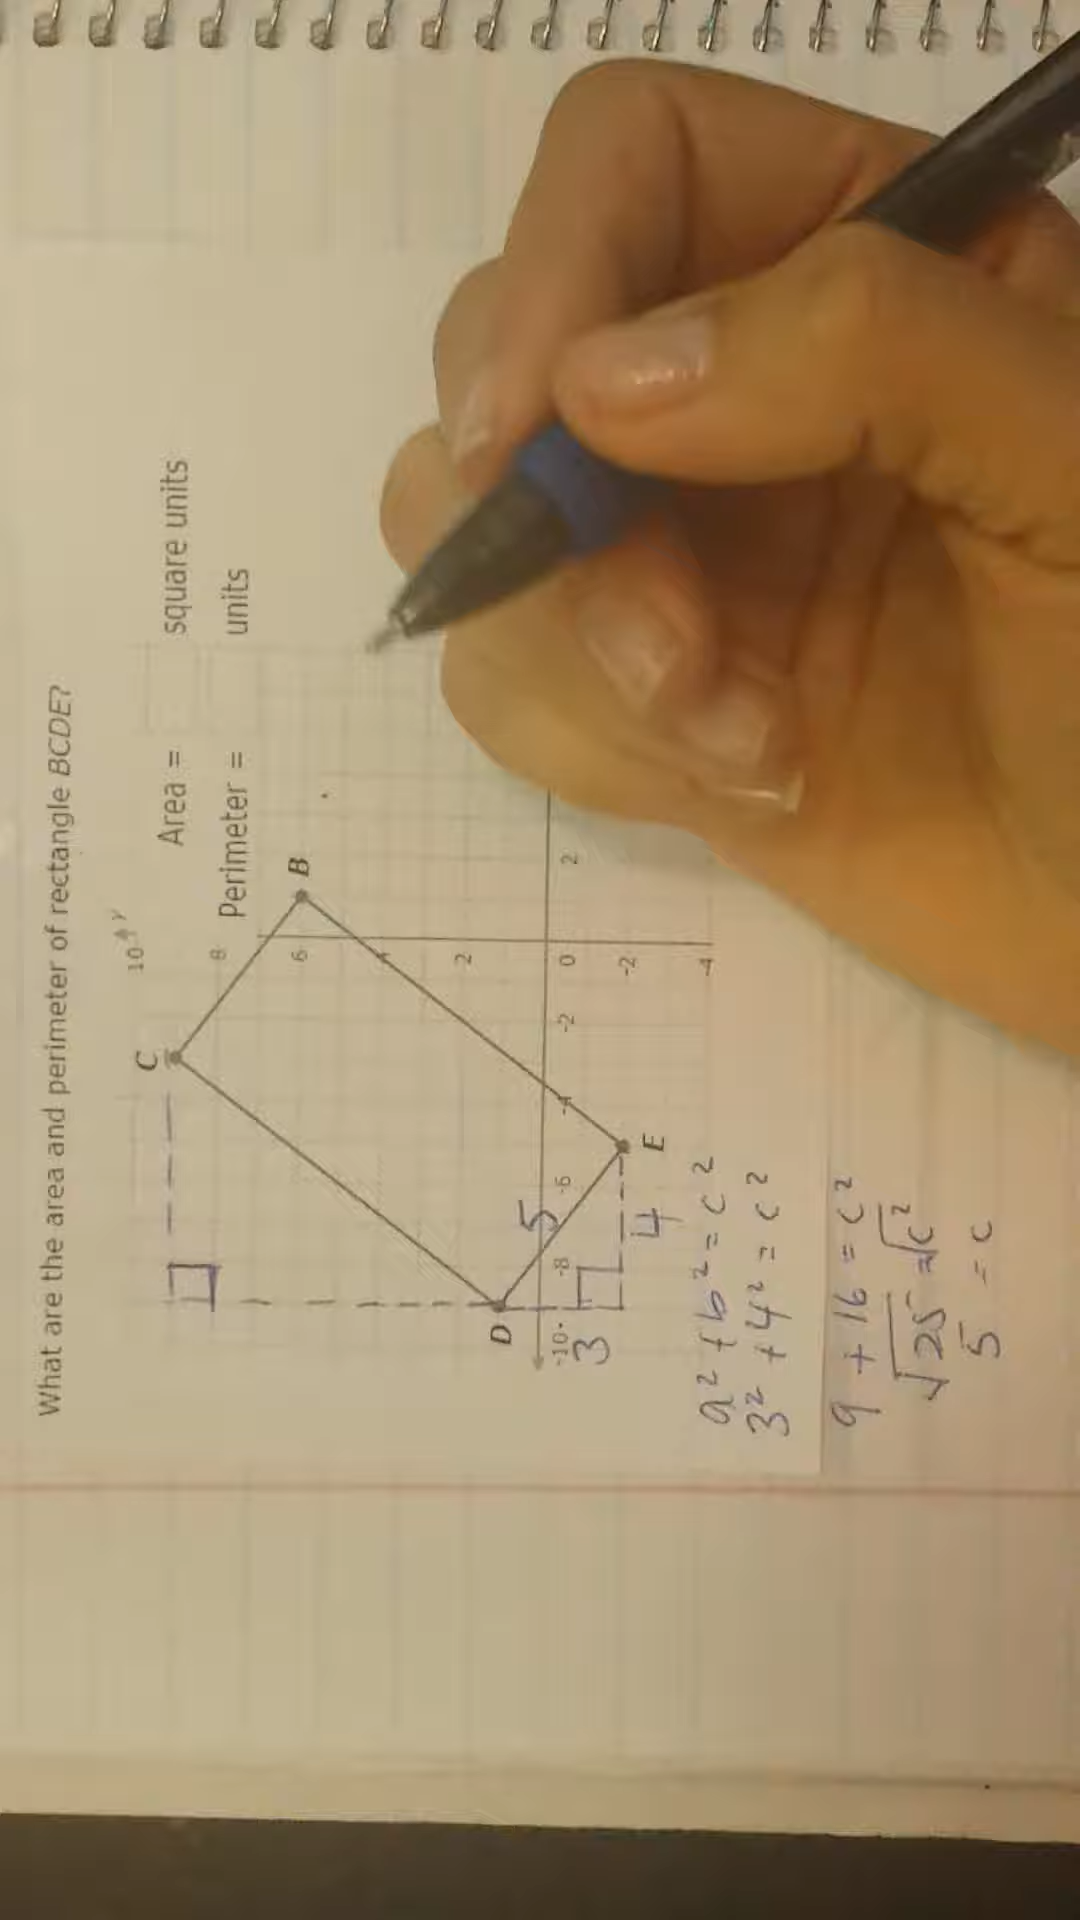 What are the area and perimeter of rectangle BCDE?
Area = square units
Perimeter = units
10 y
C
8
B
6
4
2
D
5
-10 -8 -6 -4 -2 0 2
3
-2
E
4
-4
a² + b² = c²
3² + 4² = c²
9 + 16 = c²
√25 = √c²
5 = c